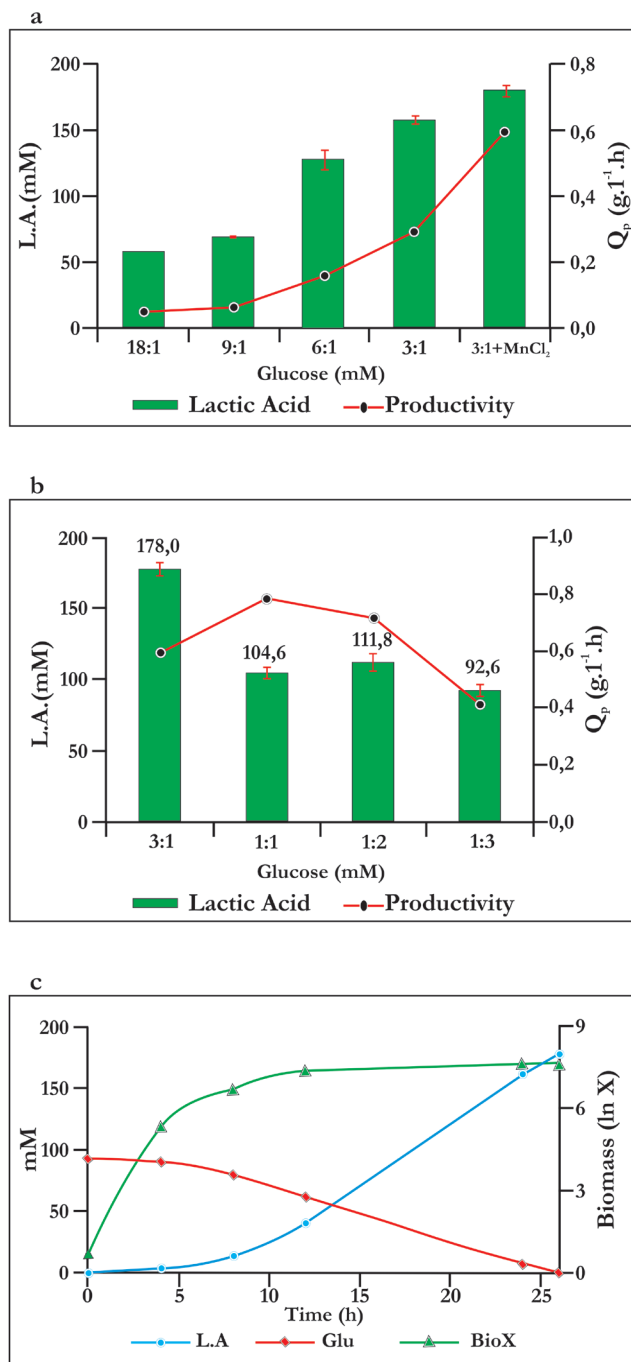 a
200
150
100
50
0
L.A.(mM)
0,8
0,6
0,4
0,2
0,0
Qₚ (g.1⁻¹.h)
18:1 9:1 6:1 3:1 3:1+MnCl₂
Glucose (mM)
Lactic Acid Productivity
b
200
150
100
50
0
L.A.(mM)
178,0
104,6
111,8
92,6
1,0
0,8
0,6
0,4
0,2
0,0
Qₚ (g.1⁻¹.h)
3:1 1:1 1:2 1:3
Glucose (mM)
Lactic Acid Productivity
c
200
150
100
50
0
mM
9
7
3
0
Biomass (ln X)
0 5 10 15 20 25
Time (h)
L.A Glu BioX